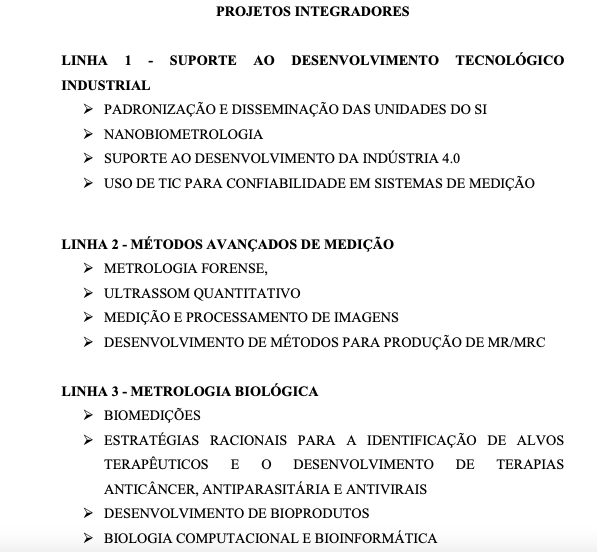 PROJETOS INTEGRADORES
LINHA 1 - SUPORTE AO DESENVOLVIMENTO TECNOLÓGICO
INDUSTRIAL
➢ PADRONIZAÇÃO E DISSEMINAÇÃO DAS UNIDADES DO SI
➢ NANOBIOMETROLOGIA
➢ SUPORTE AO DESENVOLVIMENTO DA INDÚSTRIA 4.0
➢ USO DE TIC PARA CONFIABILIDADE EM SISTEMAS DE MEDIÇÃO
LINHA 2 - MÉTODOS AVANÇADOS DE MEDIÇÃO
➢ METROLOGIA FORENSE,
➢ ULTRASSOM QUANTITATIVO
➢ MEDIÇÃO E PROCESSAMENTO DE IMAGENS
➢ DESENVOLVIMENTO DE MÉTODOS PARA PRODUÇÃO DE MR/MRC
LINHA 3 - METROLOGIA BIOLÓGICA
➢ BIOMEDIÇÕES
➢ ESTRATÉGIAS RACIONAIS PARA A IDENTIFICAÇÃO DE ALVOS
TERAPÊUTICOS E O DESENVOLVIMENTO DE TERAPIAS
ANTICÂNCER, ANTIPARASITÁRIA E ANTIVIRAIS
➢ DESENVOLVIMENTO DE BIOPRODUTOS
➢ BIOLOGIA COMPUTACIONAL E BIOINFORMÁTICA